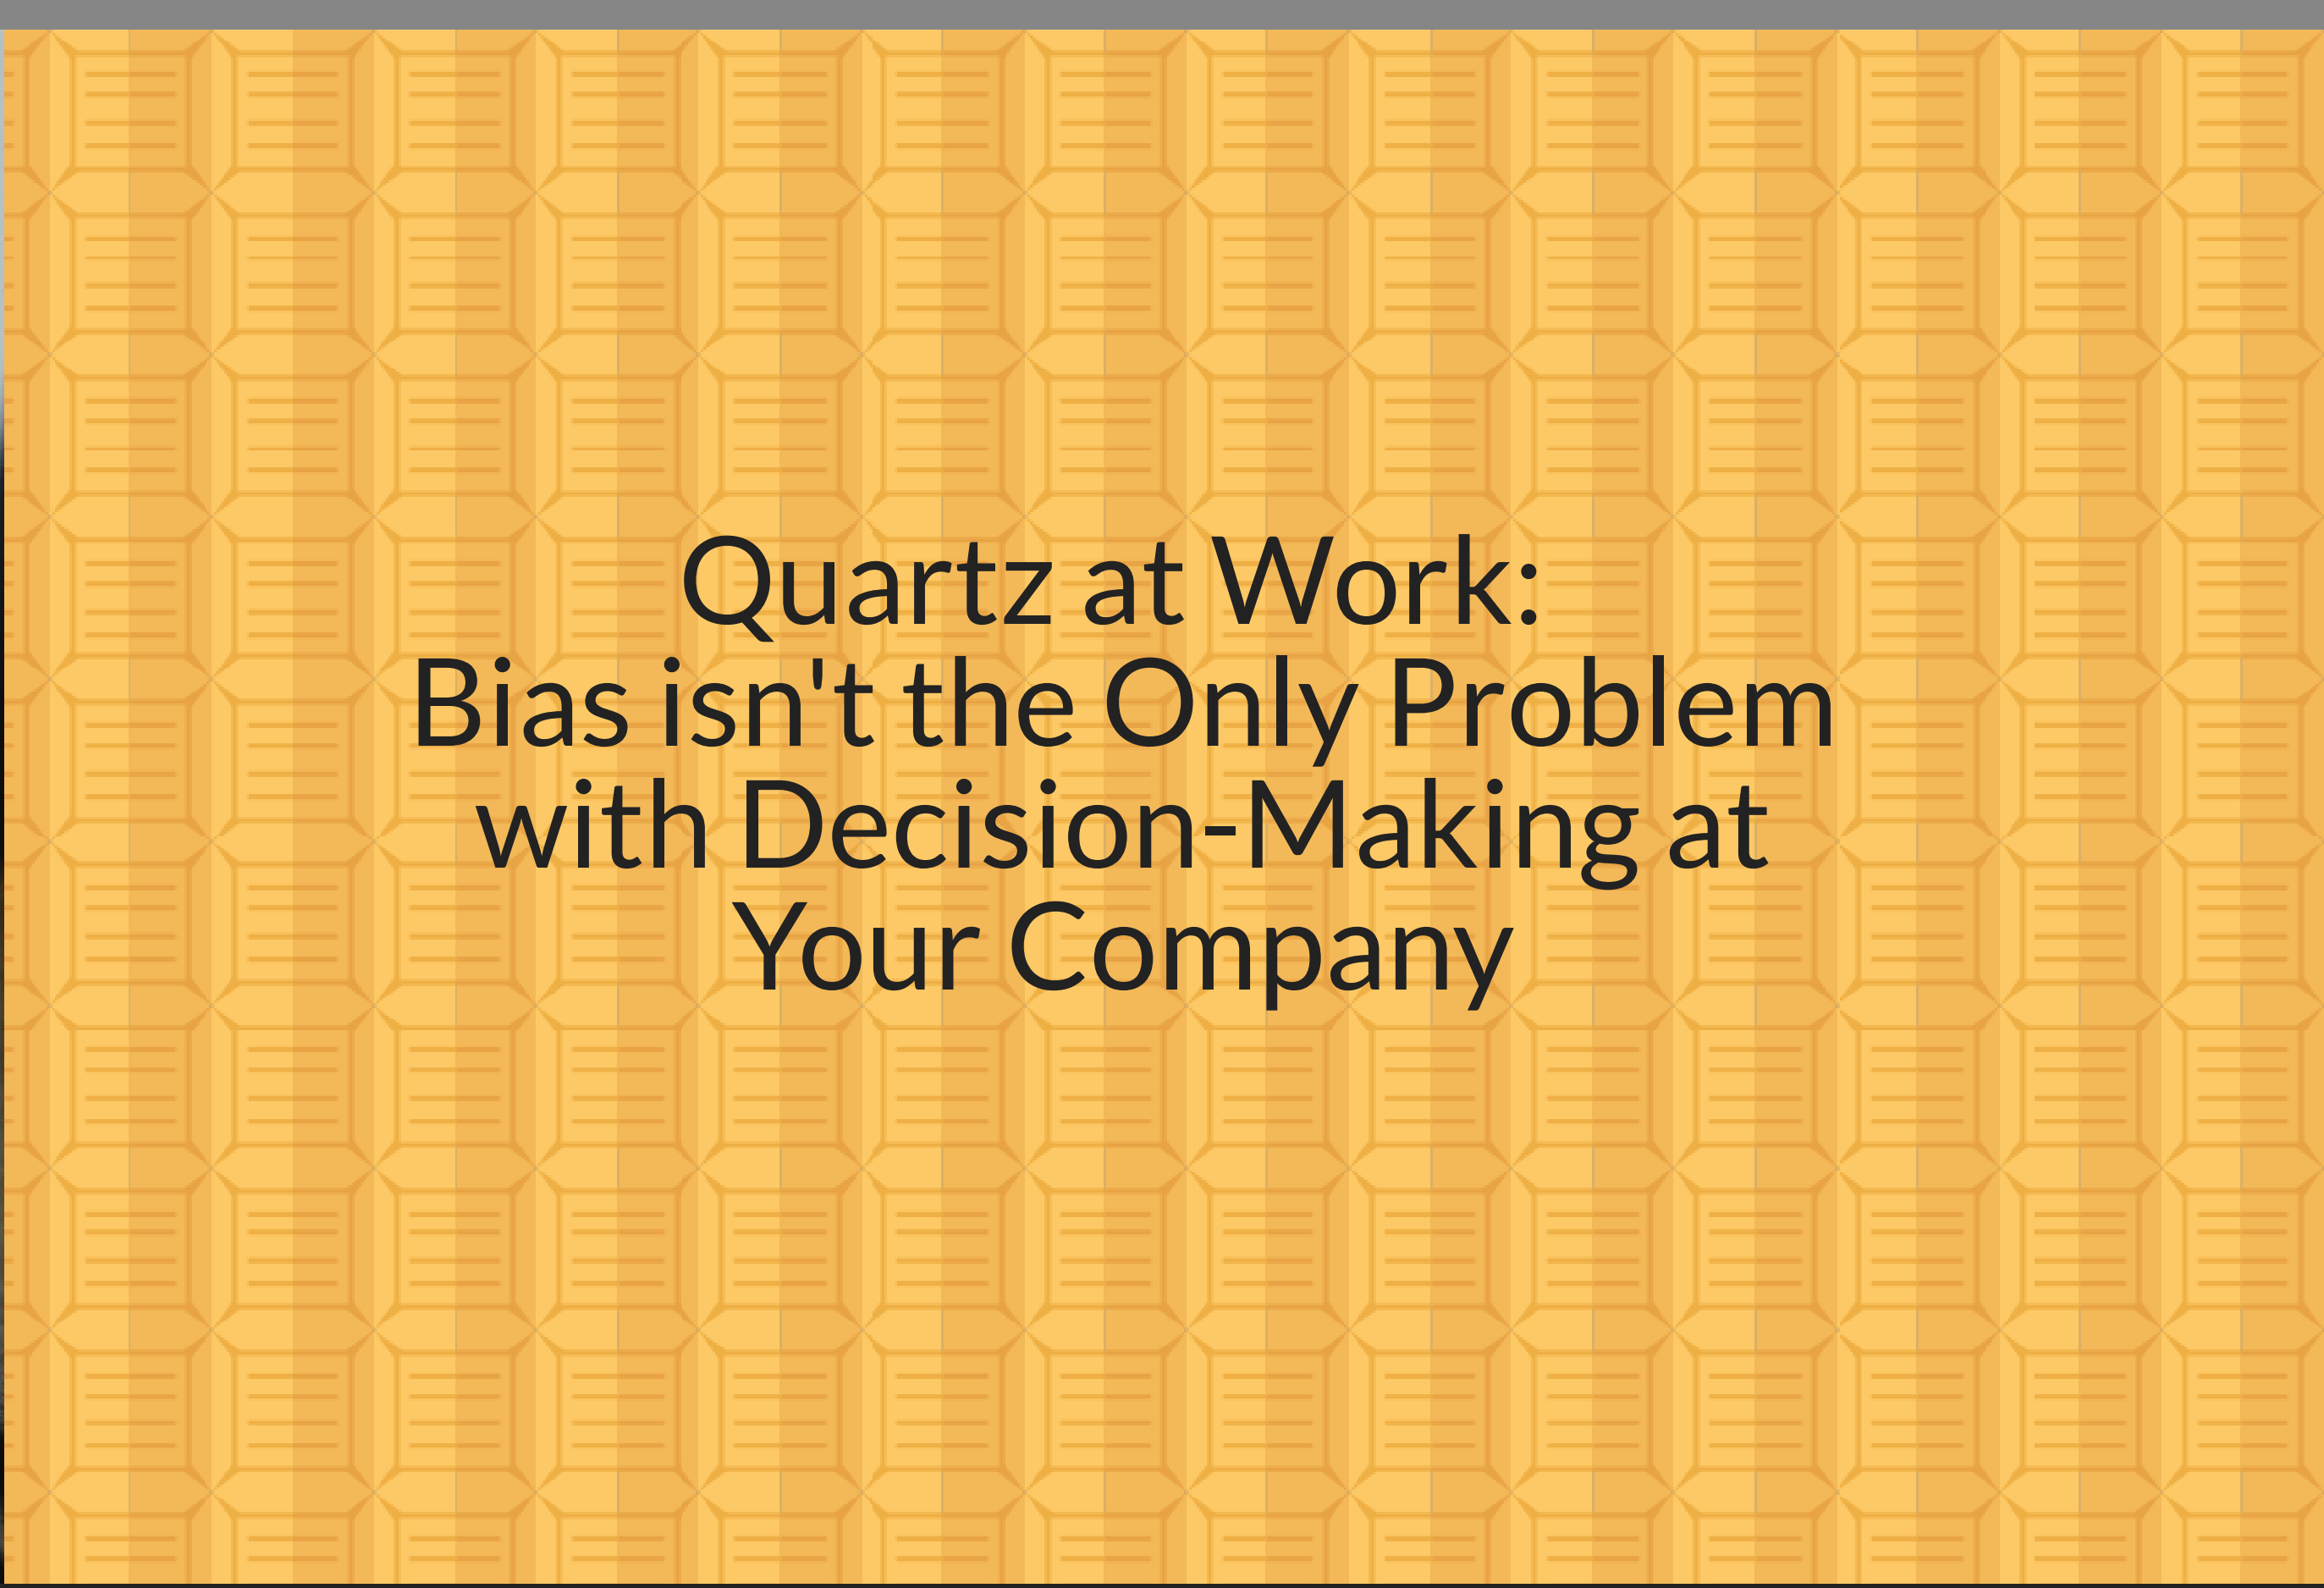 Quartz at Work:
Bias isn't the Only Problem
with Decision-Making at
Your Company